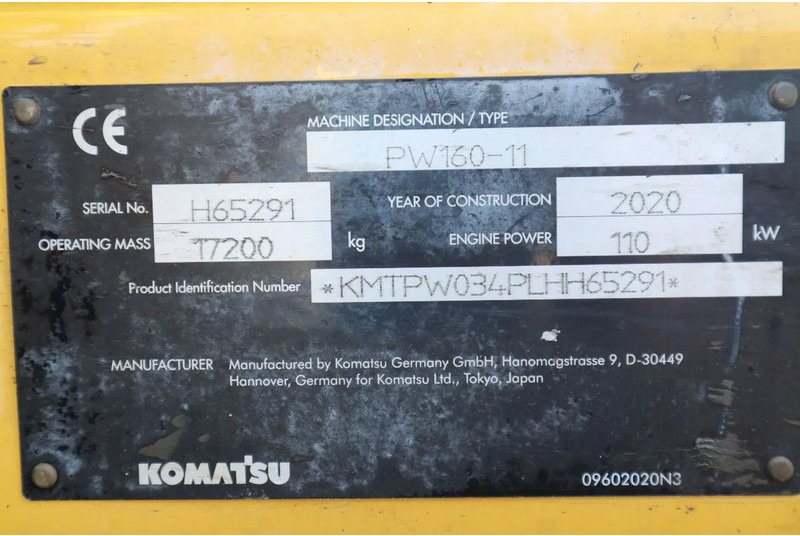 CE
MACHINE DESIGNATION / TYPE
PW160-11
SERIAL No. H65291 YEAR OF CONSTRUCTION 2020
OPERATING MASS 17200 kg ENGINE POWER 110 kW
Product Identification Number *KMTPW034PLHH65291*
MANUFACTURER Manufactured by Komatsu Germany GmbH, Hanomagstrasse 9, D-30449
Hannover, Germany for Komatsu Ltd., Tokyo, Japan
KOMATSU 09602020N3